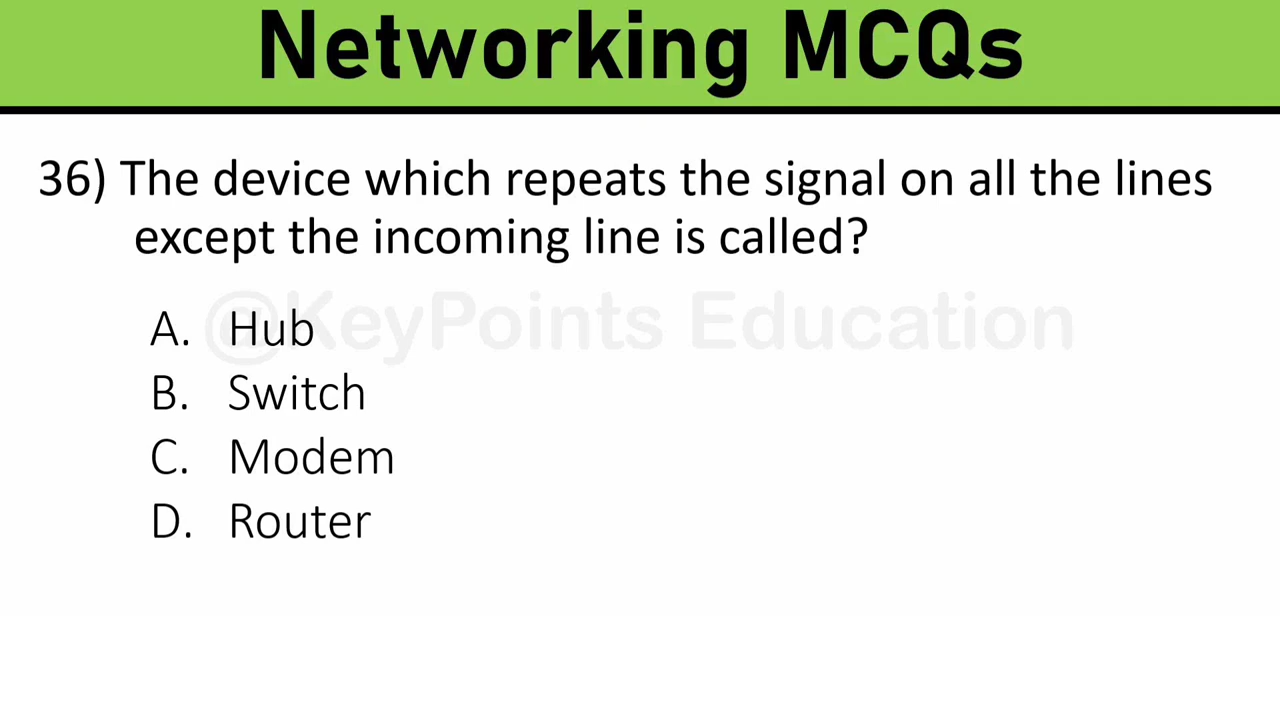 Networking MCQs
36) The device which repeats the signal on all the lines
except the incoming line is called?
@KeyPoints Education
A. Hub
B. Switch
C. Modem
D. Router